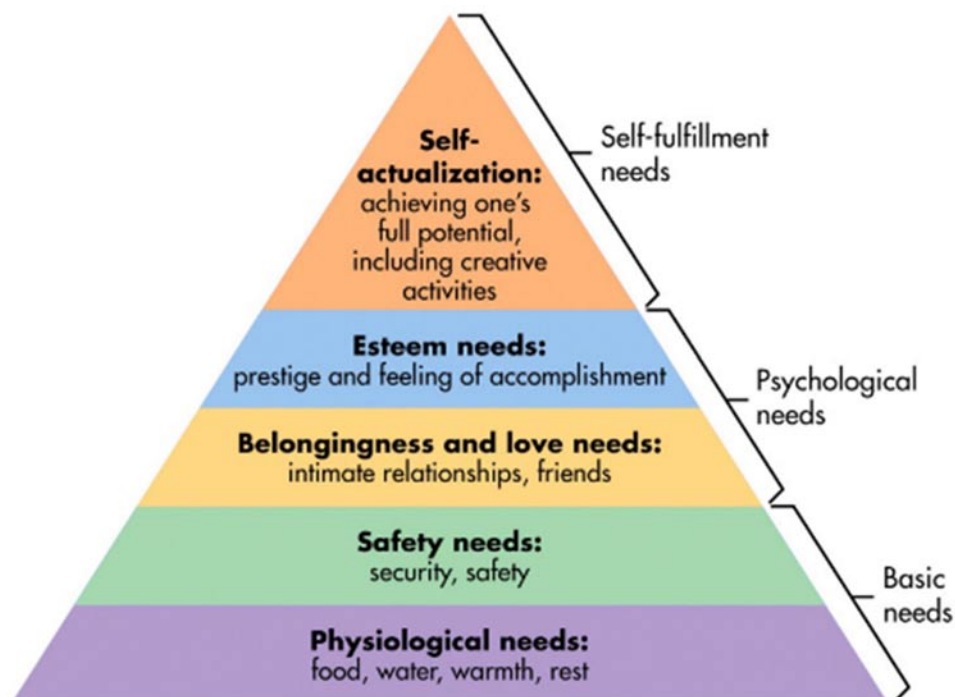 Self-
actualization:
achieving one's
full potential,
including creative
activities
Self-fulfillment
needs
Esteem needs:
prestige and feeling of accomplishment
Psychological
needs
Belongingness and love needs:
intimate relationships, friends
Safety needs:
security, safety
Basic
needs
Physiological needs:
food, water, warmth, rest